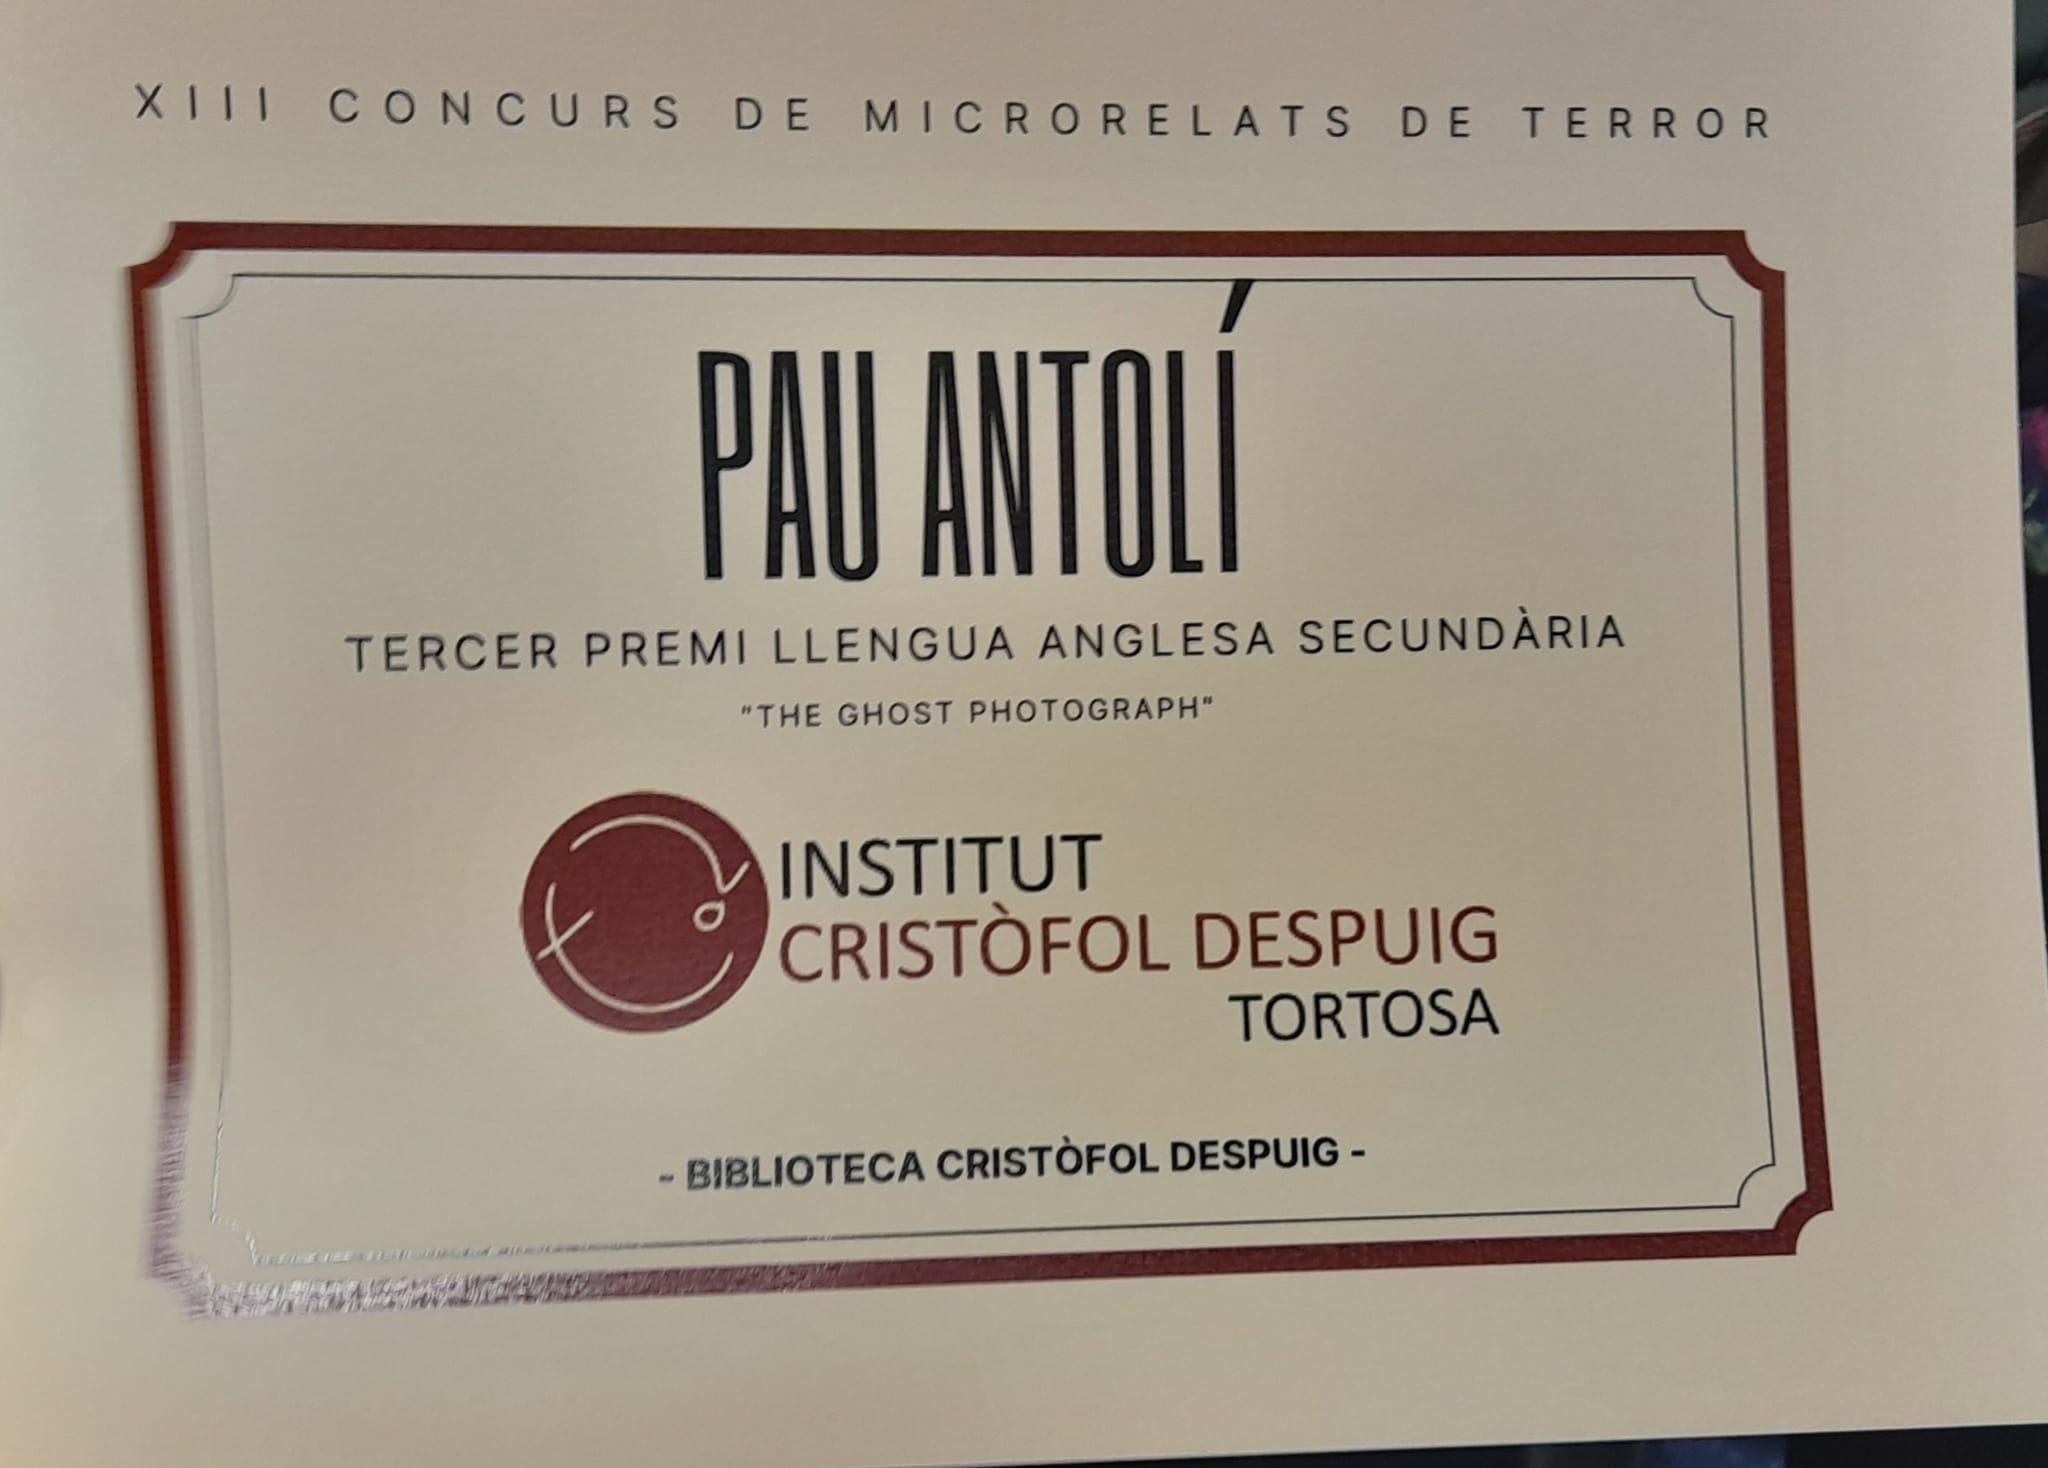 XIII CONCURS DE MICRORELATS DE TERROR
PAU ANTOLÍ
TERCER PREMI LLENGUA ANGLESA SECUNDÀRIA
"THE GHOST PHOTOGRAPH"
INSTITUT
CRISTÒFOL DESPUIG
TORTOSA
- BIBLIOTECA CRISTÒFOL DESPUIG -